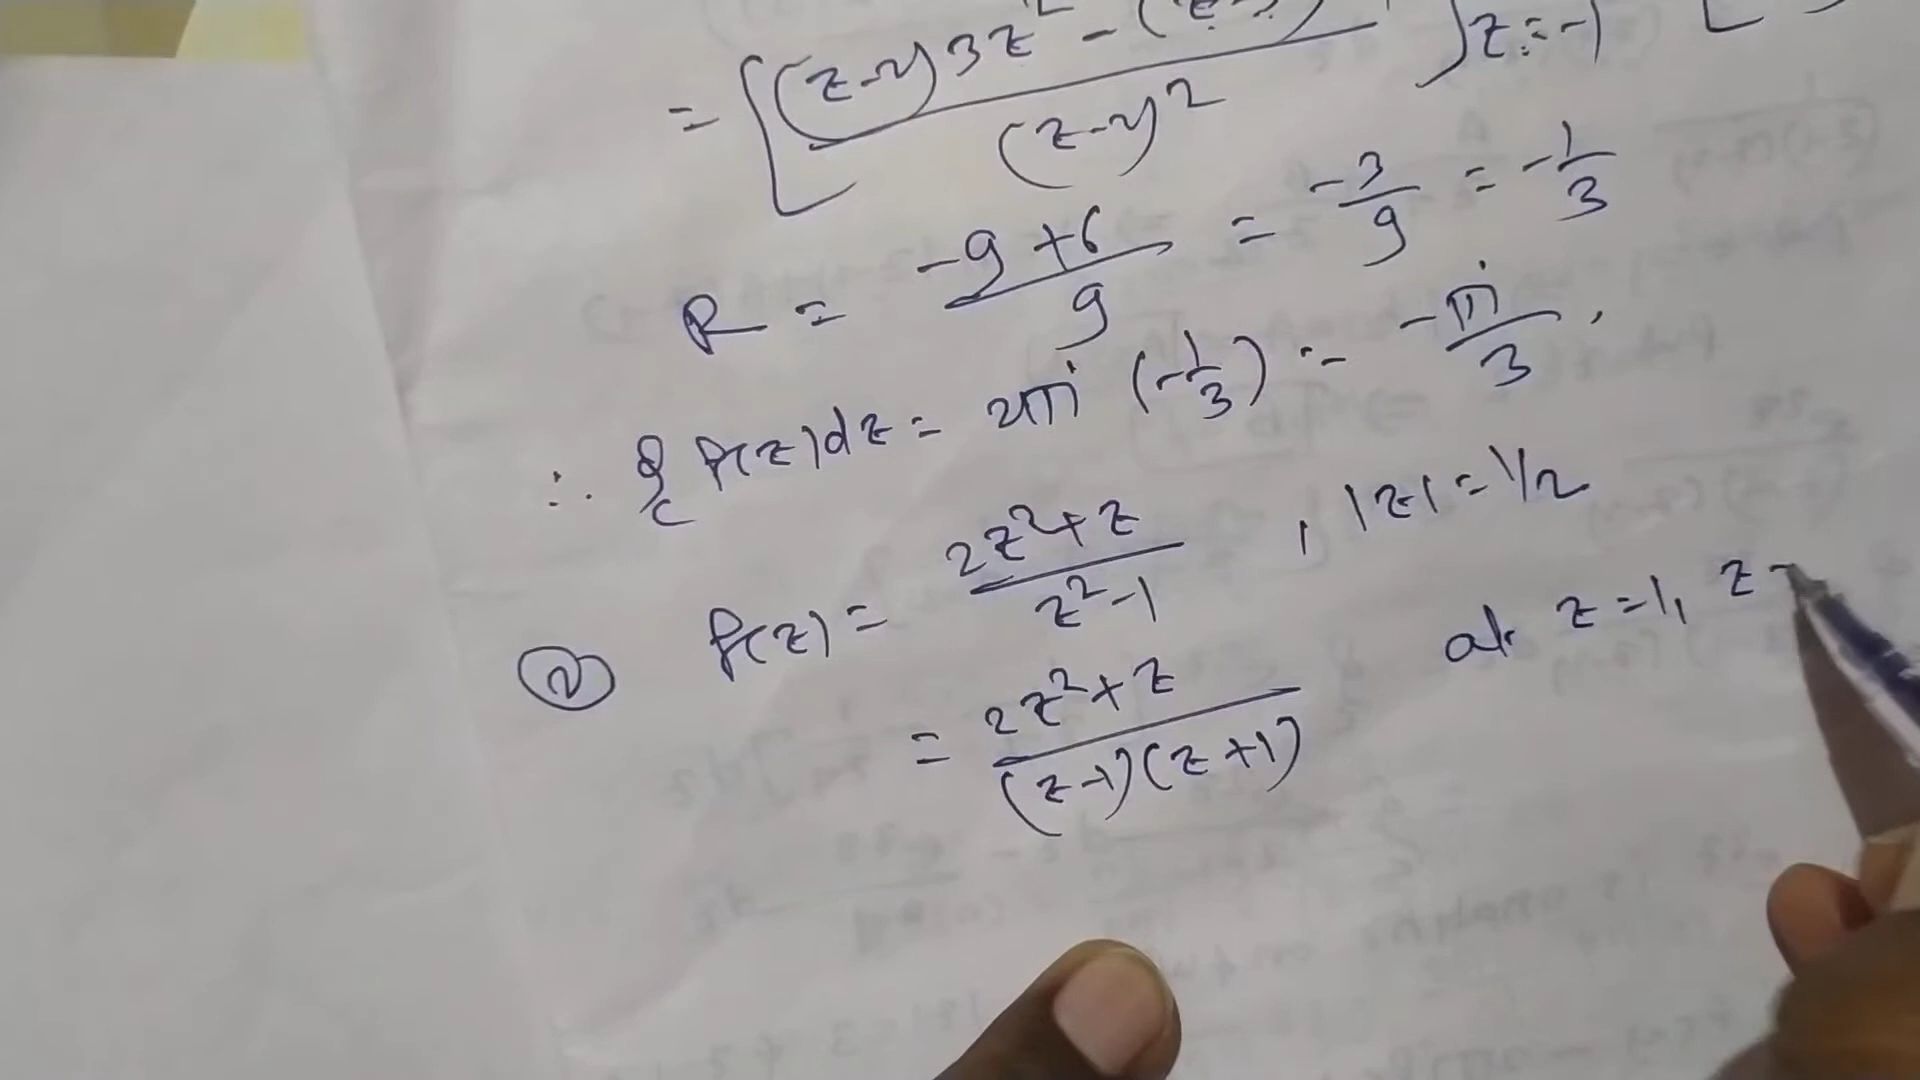 = [ (z-2) 3z² - ( / (z-2)² ] z=-1
R = -9+6 / 9 = -3/9 = -1/3
∴ ∮c f(z)dz = 2πi (-1/3) = -πi/3 .
② f(z) = 2z²+z / z²-1 , |z| = 1/2
= 2z²+z / (z-1)(z+1) at z=1, z=